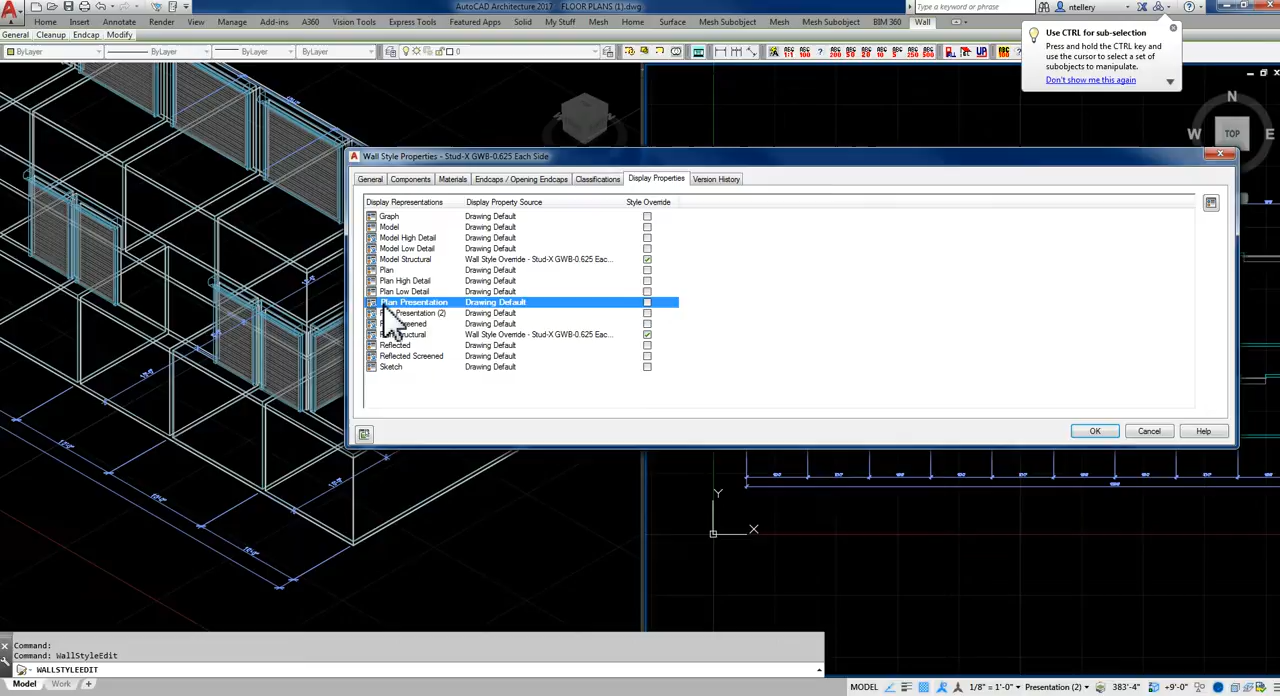 AutoCAD Architecture 2017 FLOOR PLANS (1).dwg
Type a keyword or phrase
ntellery
Home Insert Annotate Render View Manage Add-ins A360 Vision Tools Express Tools Featured Apps Solid My Stuff Mesh Home Surface Mesh Subobject Mesh Mesh Subobject BIM 360 Wall
General Cleanup Endcap Modify
ByLayer ByLayer ByLayer ByLayer 0
Use CTRL for sub-selection
Press and hold the CTRL key and
use the cursor to select a set of
subobjects to manipulate.
Don't show me this again
N
W TOP E
Wall Style Properties - Stud-X GWB-0.625 Each Side
General Components Materials Endcaps / Opening Endcaps Classifications Display Properties Version History
Display Representations Display Property Source Style Override
Graph Drawing Default
Model Drawing Default
Model High Detail Drawing Default
Model Low Detail Drawing Default
Model Structural Wall Style Override - Stud-X GWB-0.625 Eac...
Plan Drawing Default
Plan High Detail Drawing Default
Plan Low Detail Drawing Default
Plan Presentation Drawing Default
Presentation (2) Drawing Default
Drawing Default
Wall Style Override - Stud-X GWB-0.625 Eac...
Reflected Drawing Default
Reflected Screened Drawing Default
Sketch Drawing Default
OK Cancel Help
Y
X
Command:
Command: WallStyleEdit
WALLSTYLEEDIT
Model Work +
MODEL 1/8" = 1'-0" Presentation (2) 383'-4" +9'-0"